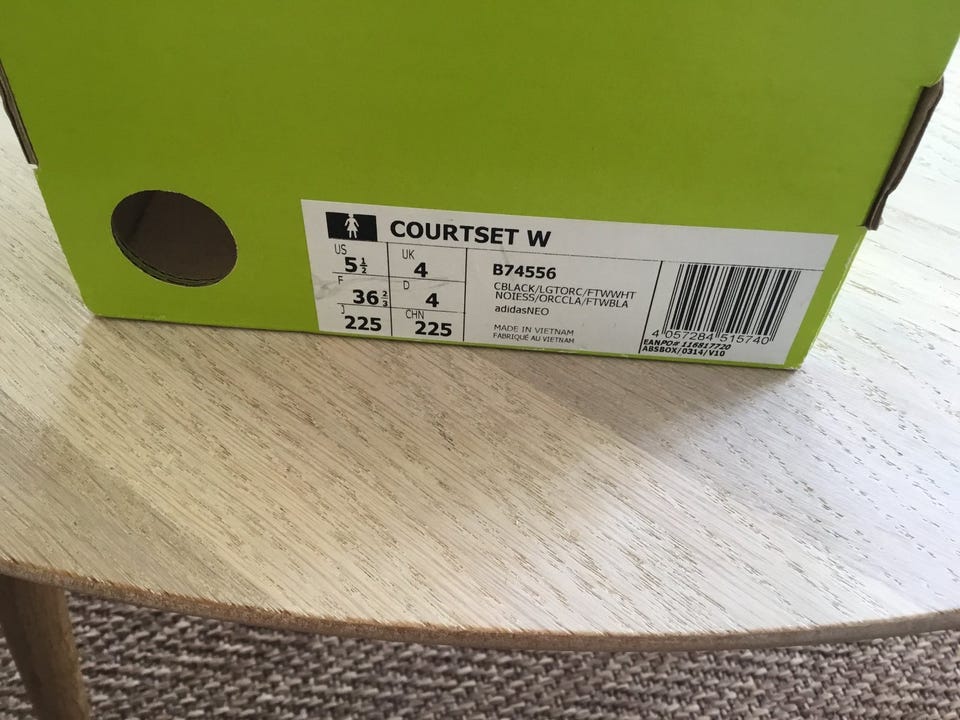 COURTSET W
US
5½
UK
4
F
36⅔
D
4
J
225
CHN
225
B74556
CBLACK/LGTORC/FTWWHT
NOIESS/ORCCLA/FTWBLA
adidasNEO
MADE IN VIETNAM
FABRIQUÉ AU VIETNAM
4 057284 515740
EANPO# 116817720
ABSBOX/0314/V10